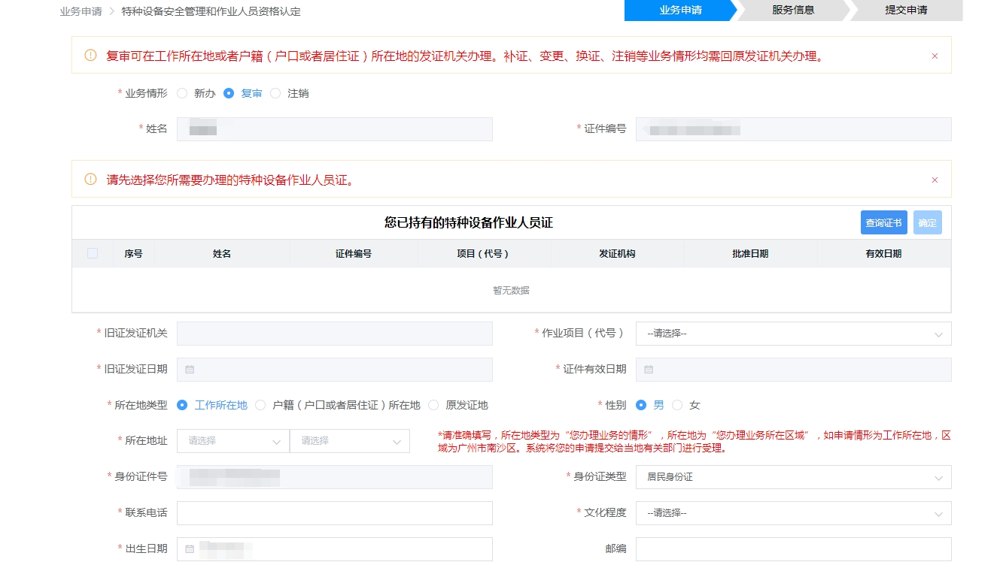 业务申请 > 特种设备安全管理和作业人员资格认定
业务申请 服务信息 提交申请
复审可在工作所在地或者户籍（户口或者居住证）所在地的发证机关办理。补证、变更、换证、注销等业务情形均需回原发证机关办理。 ×
* 业务情形 新办 复审 注销
* 姓名 * 证件编号
请先选择您所需要办理的特种设备作业人员证。 ×
您已持有的特种设备作业人员证 查询证书 确定
序号 姓名 证件编号 项目（代号） 发证机构 批准日期 有效日期
暂无数据
* 旧证发证机关 * 作业项目（代号） --请选择--
* 旧证发证日期 * 证件有效日期
* 所在地类型 工作所在地 户籍（户口或者居住证）所在地 原发证地 * 性别 男 女
* 所在地址 请选择 请选择 *请准确填写，所在地类型为“您办理业务的情形”，所在地为“您办理业务所在区域”，如申请情形为工作所在地，区
域为广州市南沙区。系统将您的申请提交给当地有关部门进行受理。
* 身份证件号 * 身份证类型 居民身份证
* 联系电话 * 文化程度 --请选择--
* 出生日期 邮编